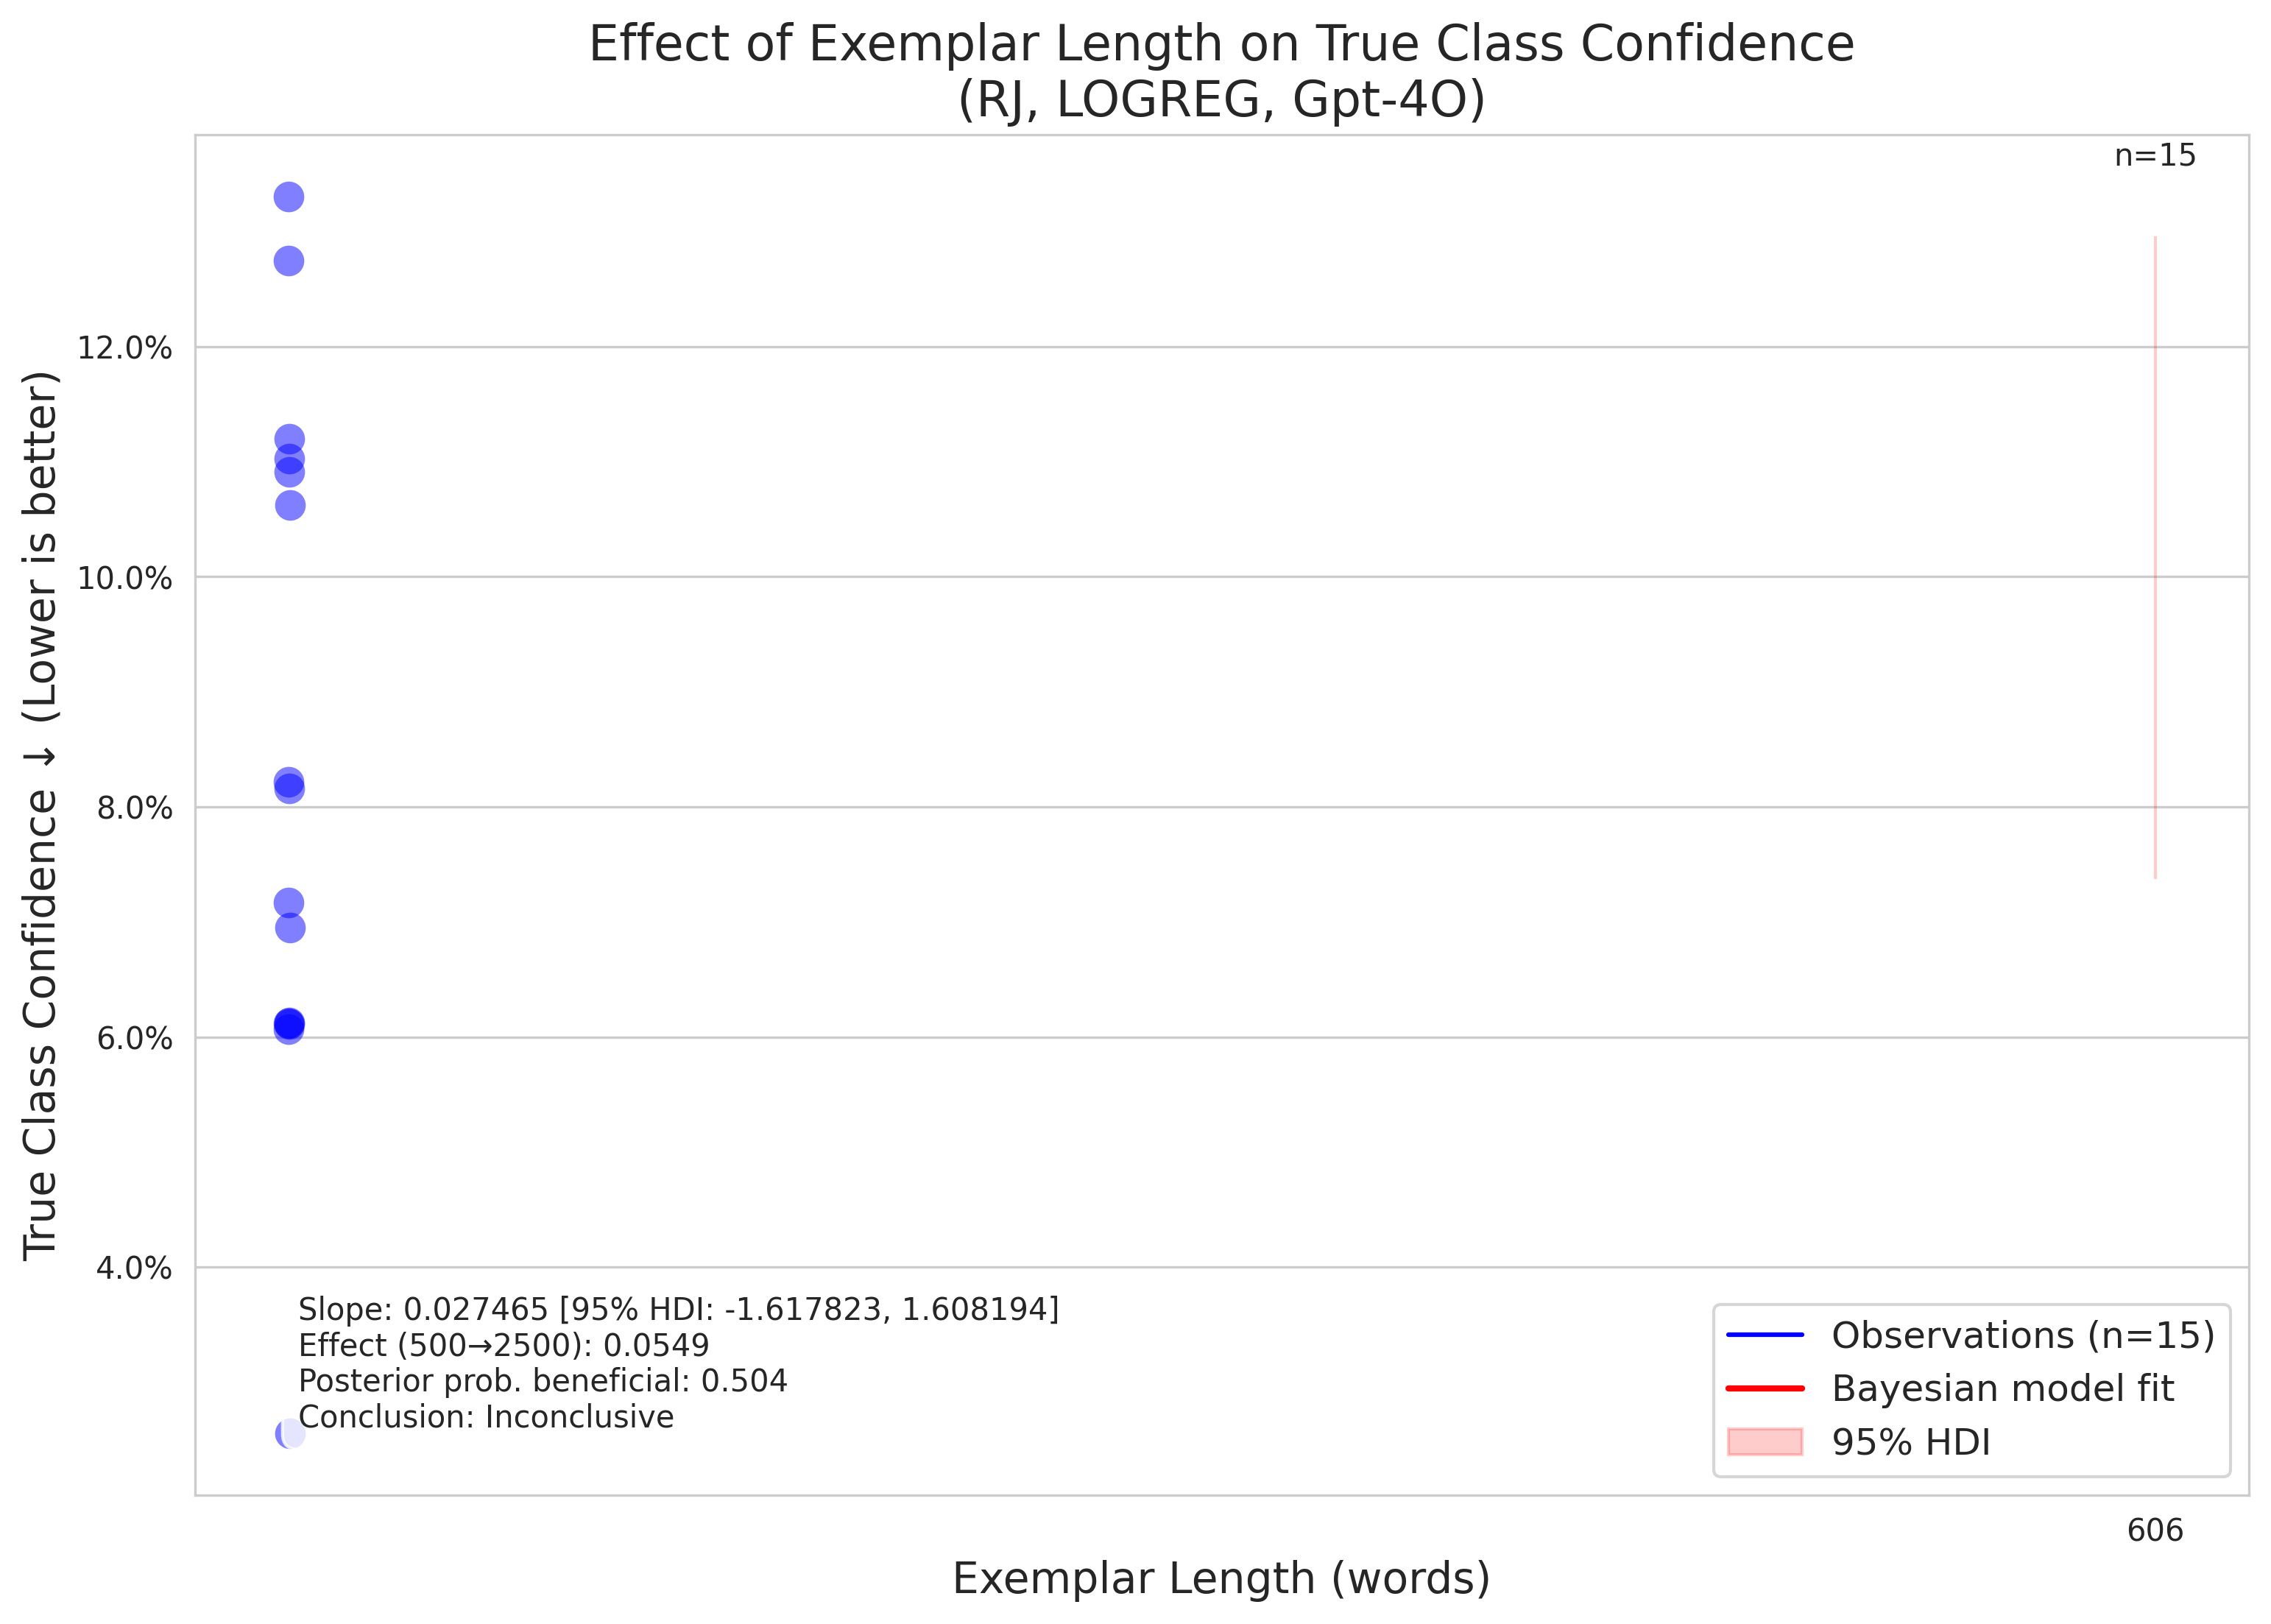 Effect of Exemplar Length on True Class Confidence
(RJ, LOGREG, Gpt-4O)
n=15
True Class Confidence ↓ (Lower is better)
12.0%
10.0%
8.0%
6.0%
4.0%
Slope: 0.027465 [95% HDI: -1.617823, 1.608194]
Effect (500→2500): 0.0549
Posterior prob. beneficial: 0.504
Conclusion: Inconclusive
Observations (n=15)
Bayesian model fit
95% HDI
606
Exemplar Length (words)